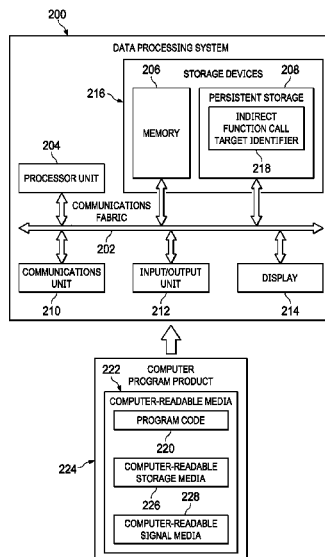 200
DATA PROCESSING SYSTEM
STORAGE DEVICES
206
208
216
PERSISTENT STORAGE
MEMORY
INDIRECT
FUNCTION CALL
TARGET IDENTIFIER
218
204
PROCESSOR UNIT
COMMUNICATIONS
FABRIC
202
COMMUNICATIONS
UNIT
INPUT/OUTPUT
UNIT
DISPLAY
210
212
214
COMPUTER
PROGRAM PRODUCT
222
COMPUTER-READABLE MEDIA
PROGRAM CODE
220
224
COMPUTER-READABLE
STORAGE MEDIA
226
228
COMPUTER-READABLE
SIGNAL MEDIA